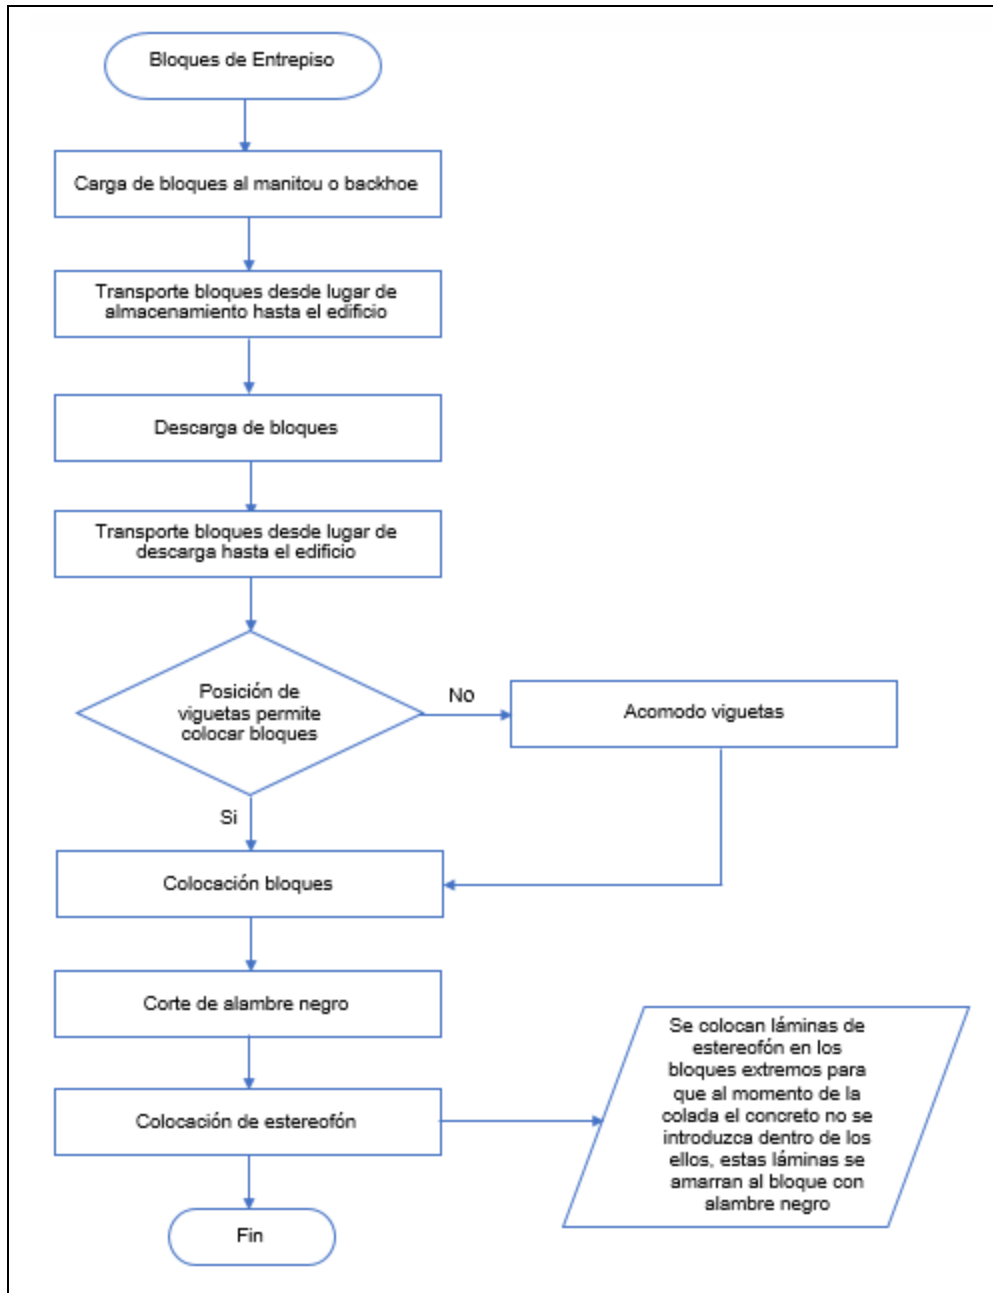 Bloques de Entrepiso
Carga de bloques al manitou o backhoe
Transporte bloques desde lugar de
almacenamiento hasta el edificio
Descarga de bloques
Transporte bloques desde lugar de
descarga hasta el edificio
Posición de
viguetas permite
colocar bloques
No
Acomodo viguetas
Si
Colocación bloques
Corte de alambre negro
Colocación de estereofón
Se colocan láminas de
estereofón en los
bloques extremos para
que al momento de la
colada el concreto no se
introduzca dentro de los
ellos, estas láminas se
amarran al bloque con
alambre negro
Fin